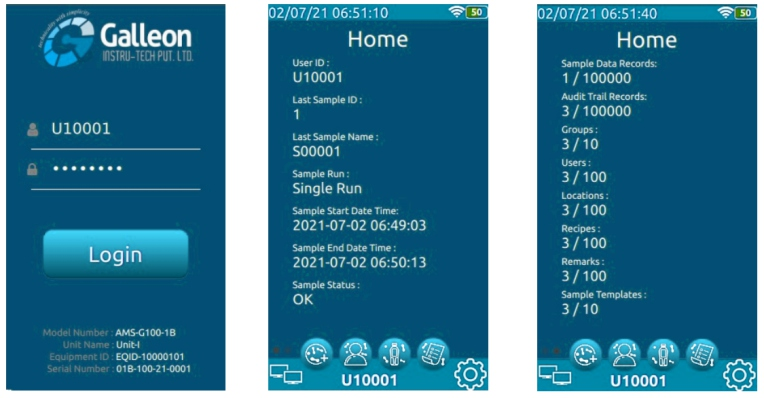 Galleon
INSTRU-TECH PVT. LTD.
U10001
Login
Model Number : AMS-G100-1B
Unit Name : Unit-I
Equipment ID : EQID-10000101
Serial Number : 01B-100-21-0001
02/07/21 06:51:10
50
Home
User ID :
U10001
Last Sample ID :
1
Last Sample Name :
S00001
Sample Run :
Single Run
Sample Start Date Time:
2021-07-02 06:49:03
Sample End Date Time :
2021-07-02 06:50:13
Sample Status :
OK
U10001
02/07/21 06:51:40
50
Home
Sample Data Records:
1 / 100000
Audit Trail Records:
3 / 100000
Groups :
3 / 10
Users :
3 / 100
Locations :
3 / 100
Recipes :
3 / 100
Remarks :
3 / 100
Sample Templates :
3 / 10
U10001